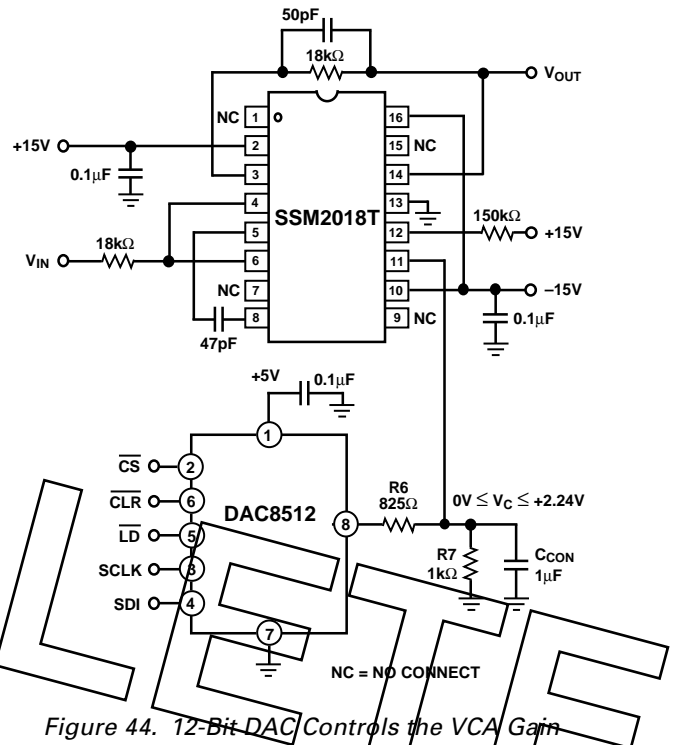 50pF
18kΩ
VOUT
NC 1 16
+15V 2 15 NC
0.1μF 3 14
4 13
SSM2018T
150kΩ
5 12 +15V
18kΩ
VIN 6 11
NC 7 10 –15V
8 9 NC
47pF
0.1μF
+5V 0.1μF
1
CS 2
CLR 6
DAC8512
8
R6
825Ω
0V ≤ VC ≤ +2.24V
LD 5
SCLK 3
SDI 4
R7
1kΩ
CCON
1μF
7
NC = NO CONNECT
LETE
Figure 44. 12-Bit DAC Controls the VCA Gain